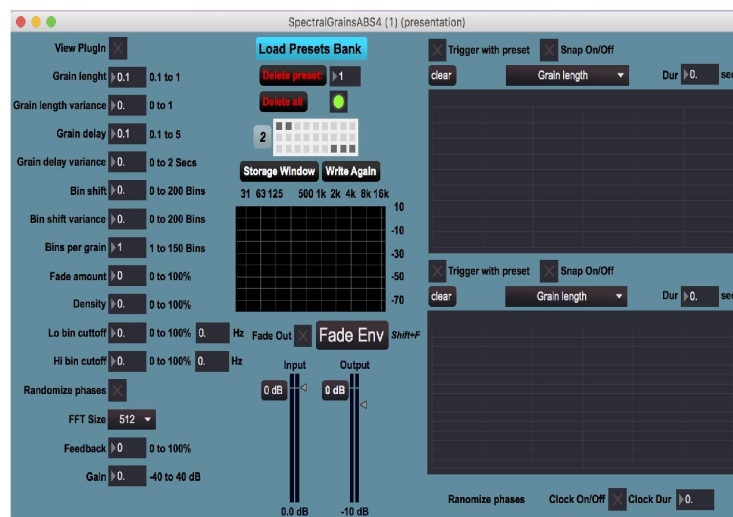 SpectralGrainsABS4 (1) (presentation)
View PlugIn
Grain lenght 0.1 0.1 to 1
Grain length variance 0. 0 to 1
Grain delay 0.1 0.1 to 5
Grain delay variance 0. 0 to 2 Secs
Bin shift 0. 0 to 200 Bins
Bin shift variance 0. 0 to 200 Bins
Bins per grain 1 1 to 150 Bins
Fade amount 0 0 to 100%
Density 0. 0 to 100%
Lo bin cuttoff 0. 0 to 100% 0. Hz
Hi bin cutoff 0. 0 to 100% 0. Hz
Randomize phases
FFT Size 512
Feedback 0 0 to 100%
Gain 0. -40 to 40 dB
Load Presets Bank
Delete preset 1
Delete all
2
Storage Window Write Again
31 63 125 500 1k 2k 4k 8k 16k
10
-10
-30
-50
-70
Fade Out Fade Env Shift+F
Input Output
0 dB 0 dB
0.0 dB -10 dB
Trigger with preset Snap On/Off
clear Grain length Dur 0. sec
Trigger with preset Snap On/Off
clear Grain length Dur 0. sec
Ranomize phases Clock On/Off Clock Dur 0.